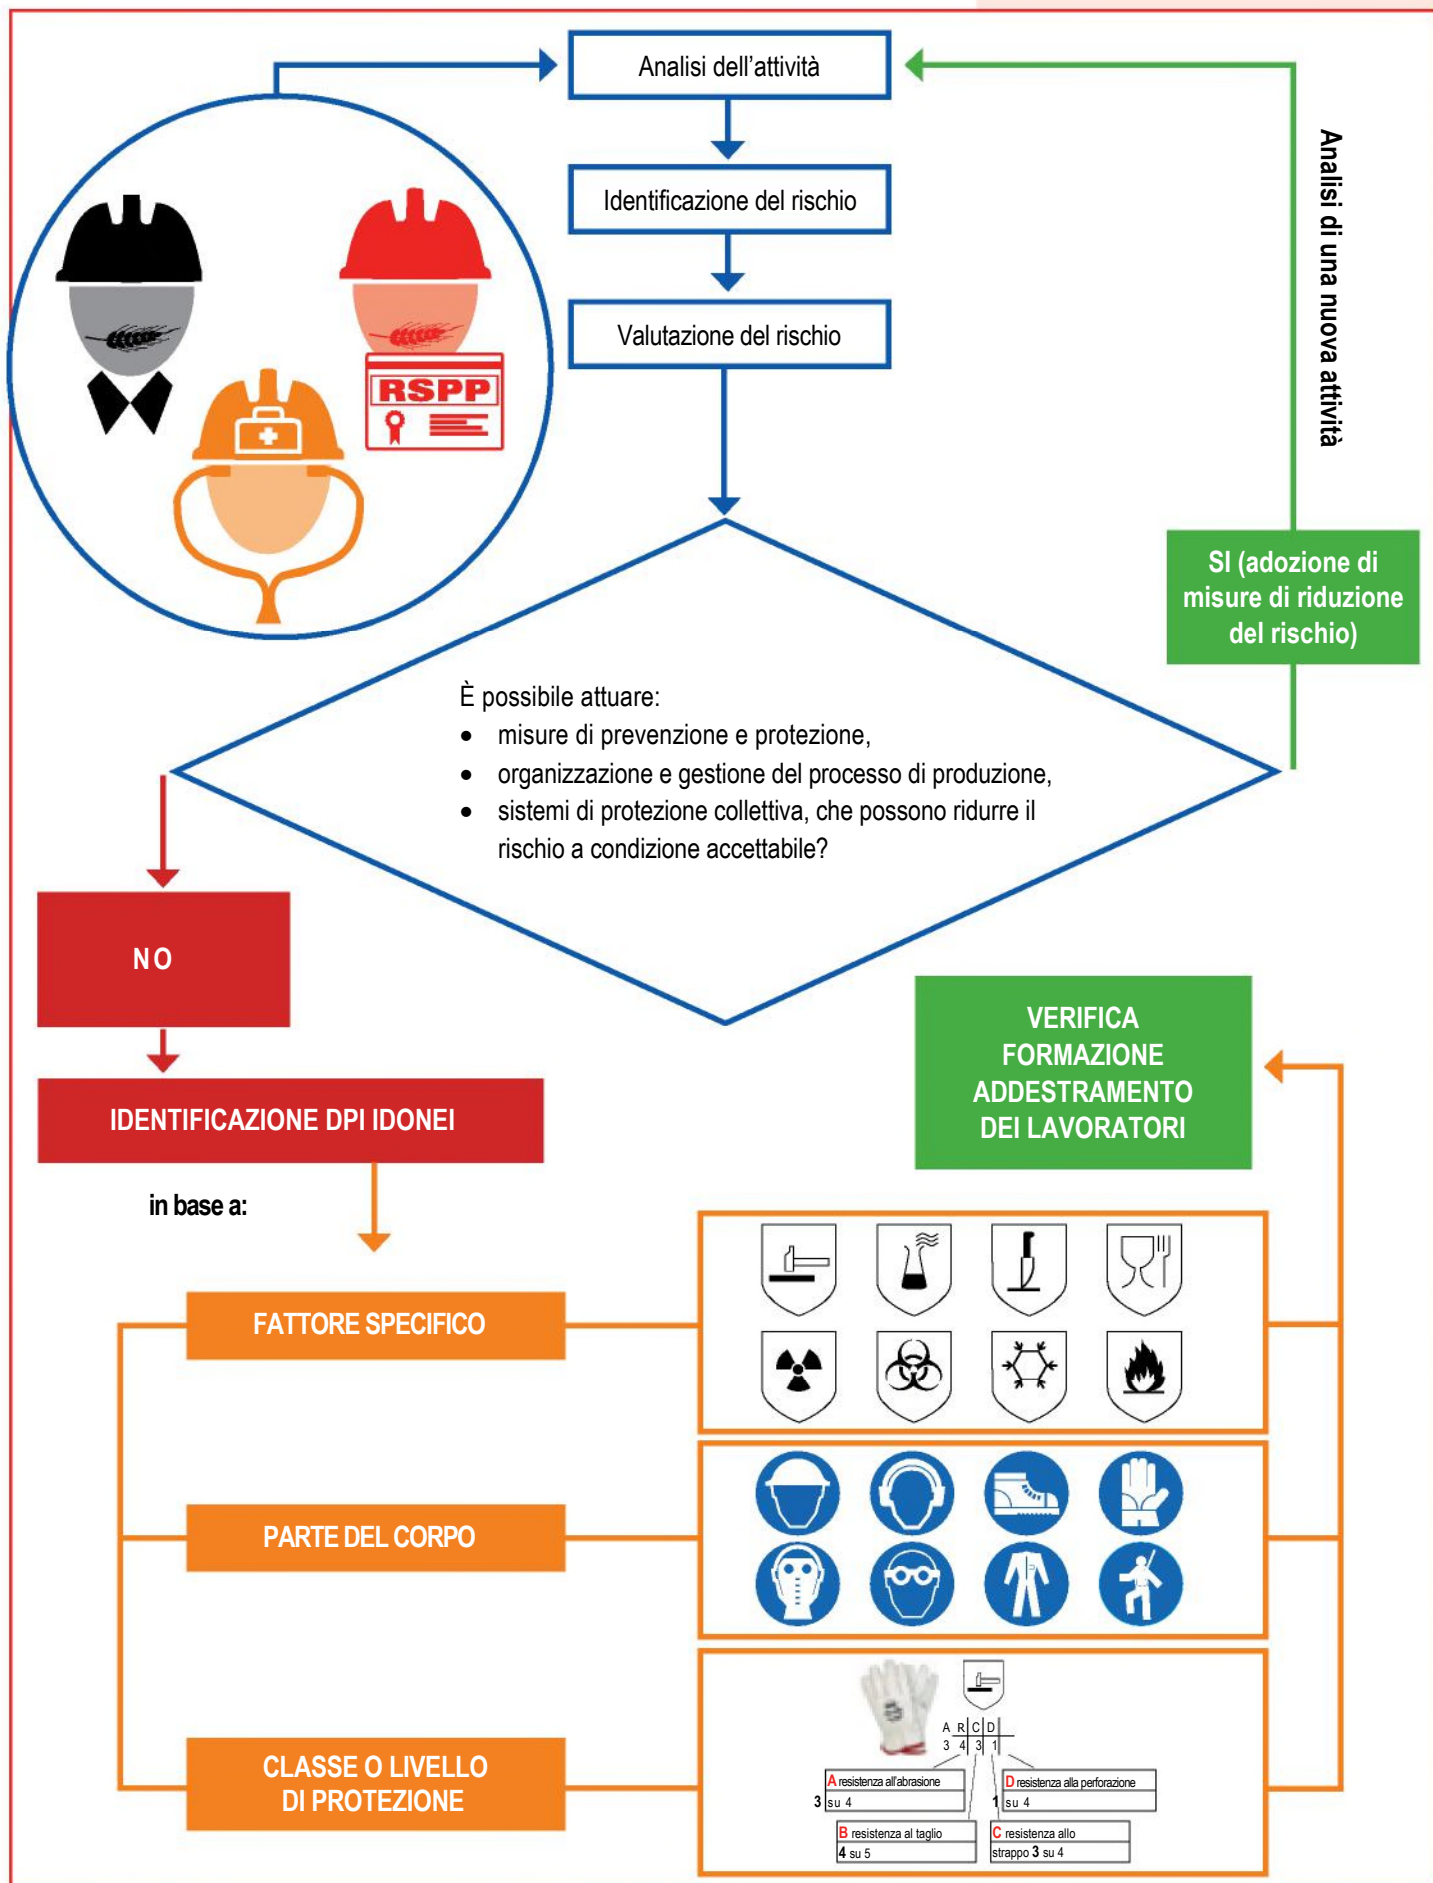 Analisi dell'attività
Identificazione del rischio
Valutazione del rischio
RSPP
Analisi di una nuova attività
SI (adozione di
misure di riduzione
del rischio)
È possibile attuare:
• misure di prevenzione e protezione,
• organizzazione e gestione del processo di produzione,
• sistemi di protezione collettiva, che possono ridurre il
rischio a condizione accettabile?
NO
IDENTIFICAZIONE DPI IDONEI
in base a:
VERIFICA
FORMAZIONE
ADDESTRAMENTO
DEI LAVORATORI
FATTORE SPECIFICO
PARTE DEL CORPO
CLASSE O LIVELLO
DI PROTEZIONE
A R C D
3 4 3 1
A resistenza all'abrasione
3 su 4
D resistenza alla perforazione
1 su 4
B resistenza al taglio
4 su 5
C resistenza allo
strappo 3 su 4